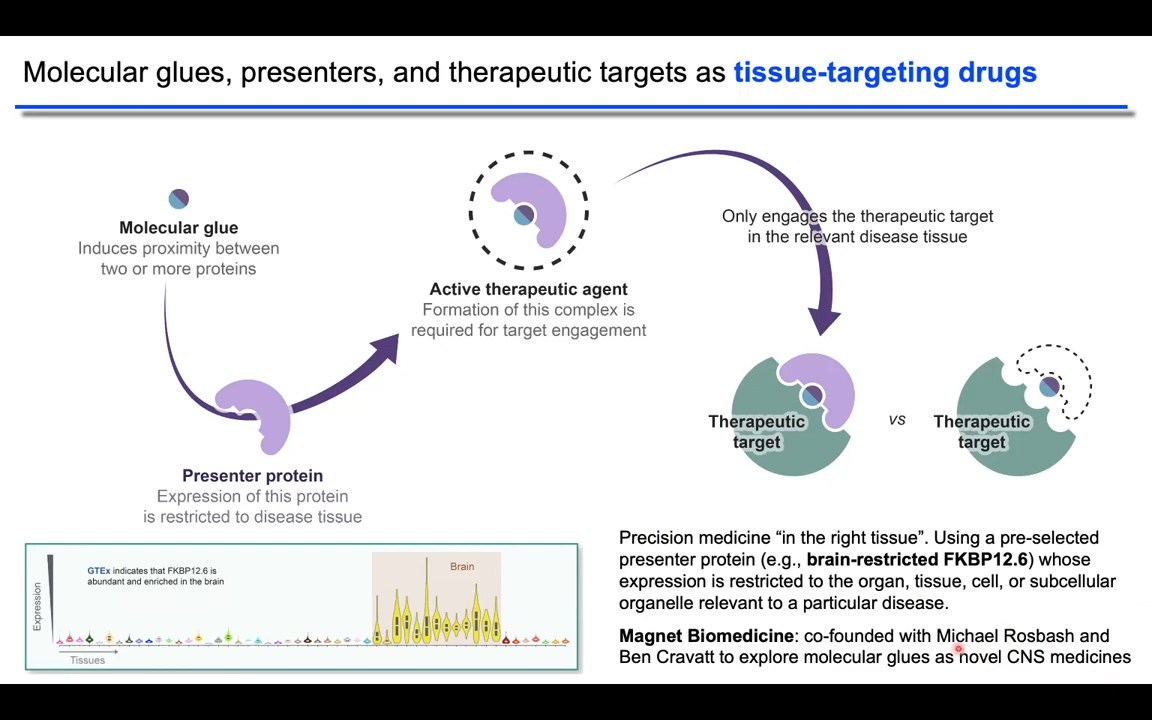 Molecular glues, presenters, and therapeutic targets as tissue-targeting drugs
Molecular glue
Induces proximity between
two or more proteins
Presenter protein
Expression of this protein
is restricted to disease tissue
Active therapeutic agent
Formation of this complex is
required for target engagement
Only engages the therapeutic target
in the relevant disease tissue
Therapeutic
target
vs
Therapeutic
target
GTEx indicates that FKBP12.6 is
abundant and enriched in the brain
Brain
Expression
Tissues
Precision medicine “in the right tissue”. Using a pre-selected
presenter protein (e.g., brain-restricted FKBP12.6) whose
expression is restricted to the organ, tissue, cell, or subcellular
organelle relevant to a particular disease.
Magnet Biomedicine: co-founded with Michael Rosbash and
Ben Cravatt to explore molecular glues as novel CNS medicines